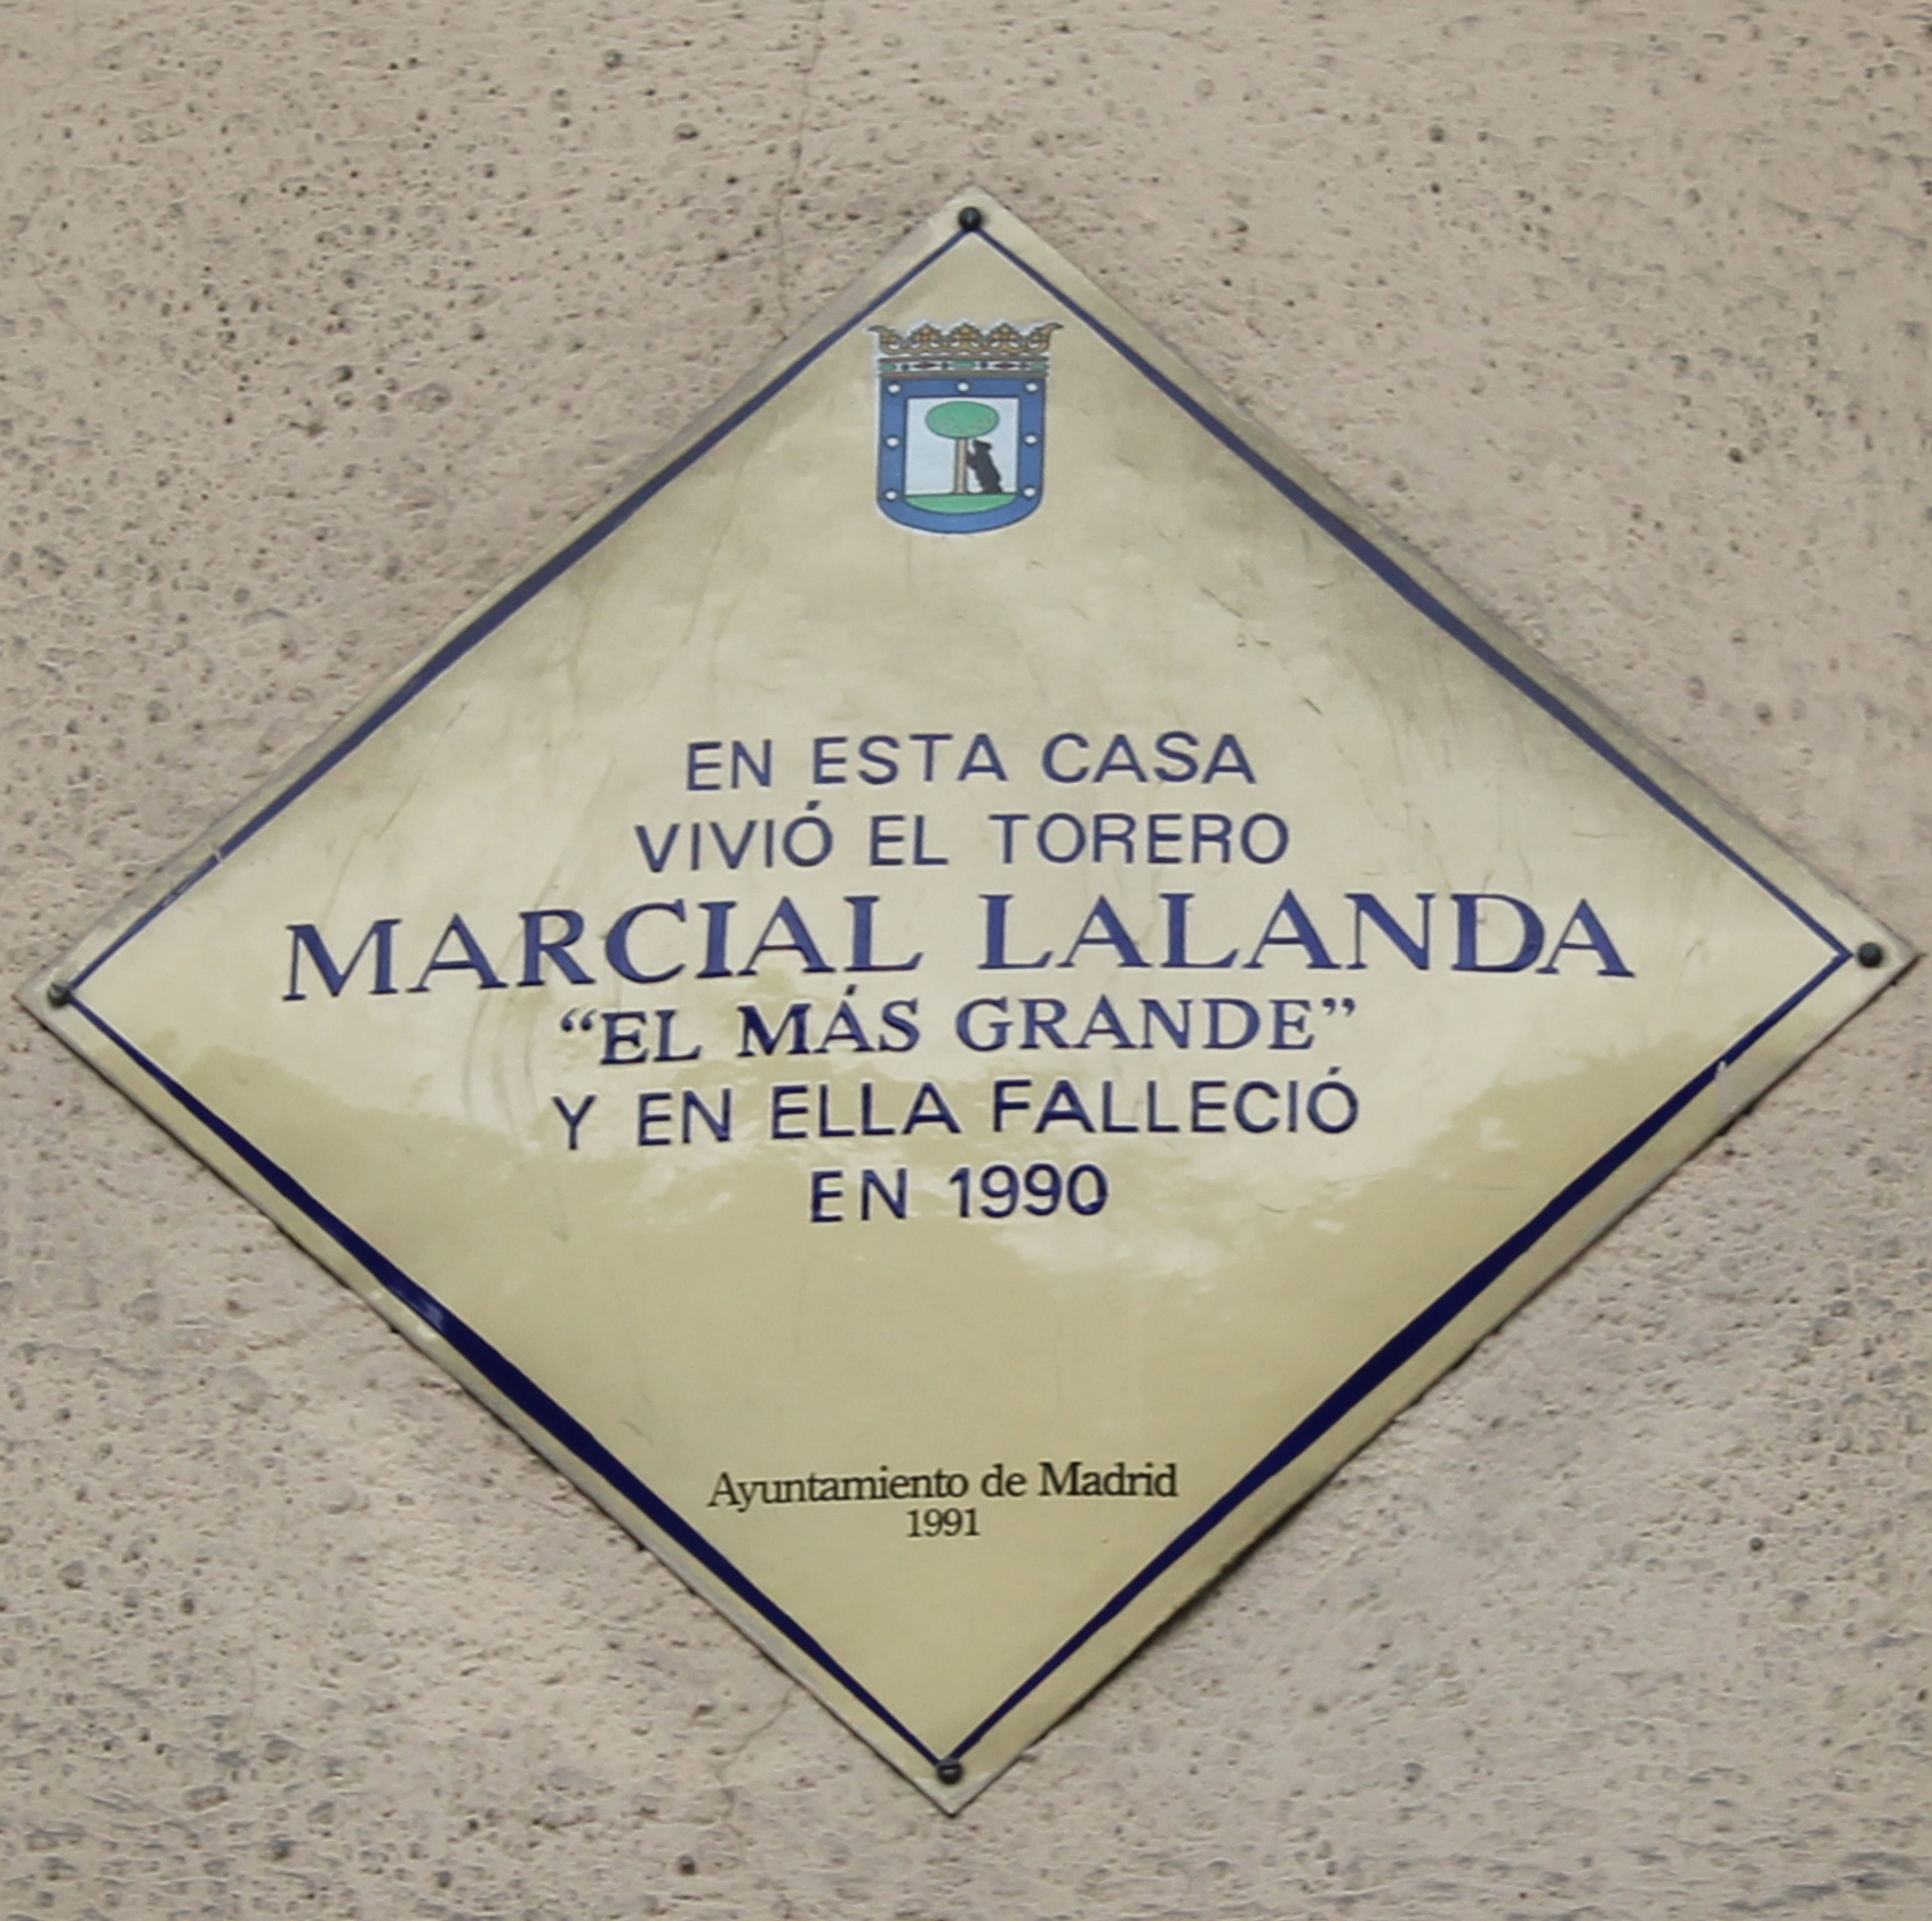 EN ESTA CASA
VIVIÓ EL TORERO
MARCIAL LALANDA
“EL MÁS GRANDE”
Y EN ELLA FALLECIÓ
EN 1990
Ayuntamiento de Madrid
1991